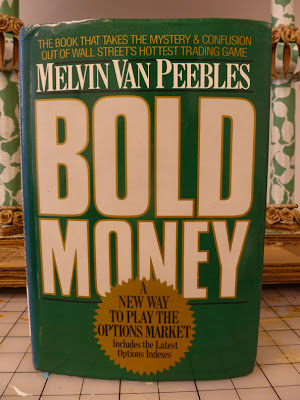 THE BOOK THAT TAKES THE MYSTERY & CONFUSION
OUT OF WALL STREET'S HOTTEST TRADING GAME
MELVIN VAN PEEBLES
BOLD
MONEY
A
NEW WAY
TO PLAY THE
OPTIONS MARKET
Includes the Latest
Options Indexes